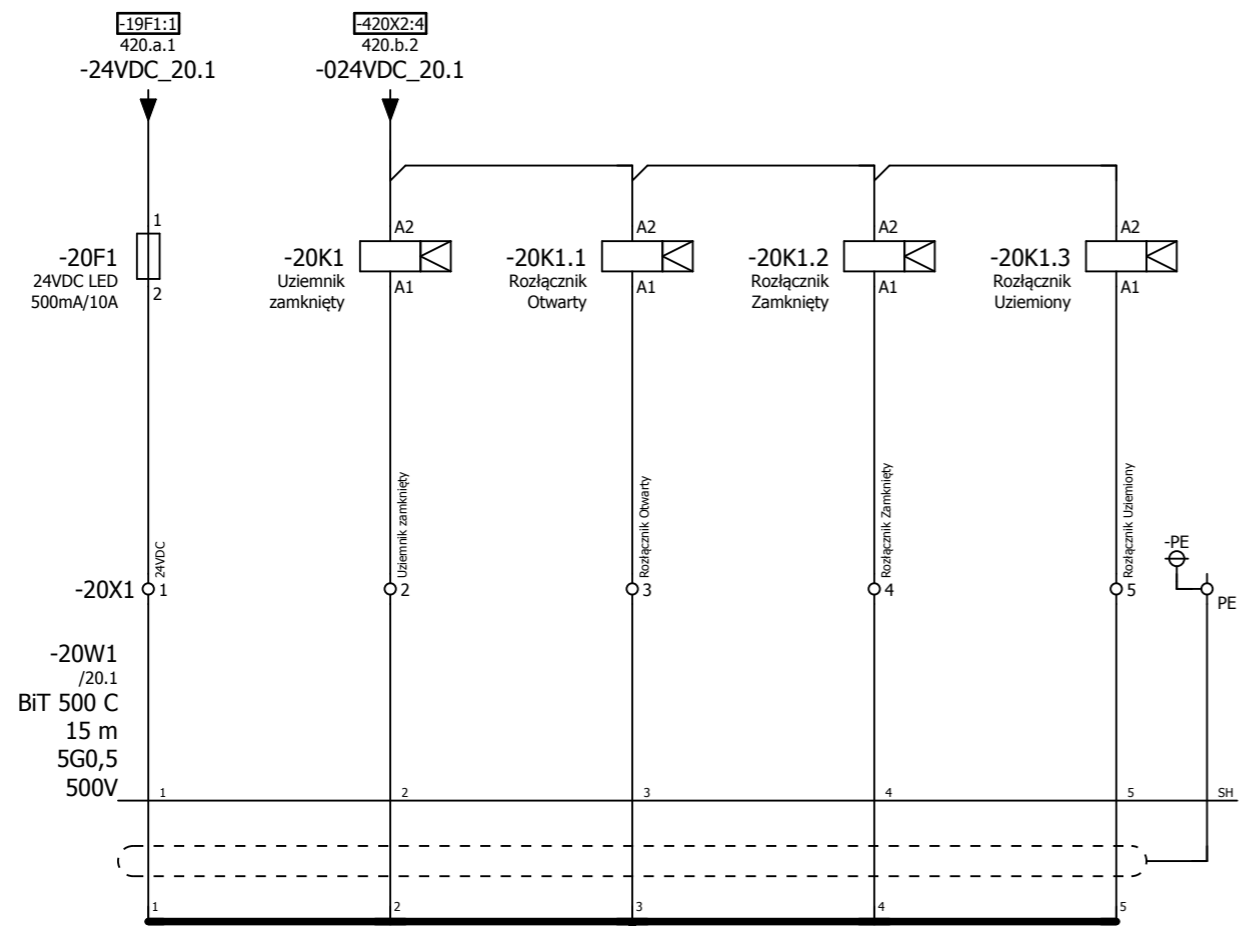 -19F1:1
420.a.1
-24VDC_20.1
-420X2:4
420.b.2
-024VDC_20.1
1
-20F1
24VDC LED
500mA/10A
2
A2
-20K1
Uziemnik
zamknięty
A1
A2
-20K1.1
Rozłącznik
Otwarty
A1
A2
-20K1.2
Rozłącznik
Zamknięty
A1
A2
-20K1.3
Rozłącznik
Uziemiony
A1
24VDC
Uziemnik zamknięty
Rozłącznik Otwarty
Rozłącznik Zamknięty
Rozłącznik Uziemiony
-PE
-20X1
1
2
3
4
5
PE
-20W1
/20.1
BiT 500 C
15 m
5G0,5
500V
1
2
3
4
5
SH
1
2
3
4
5